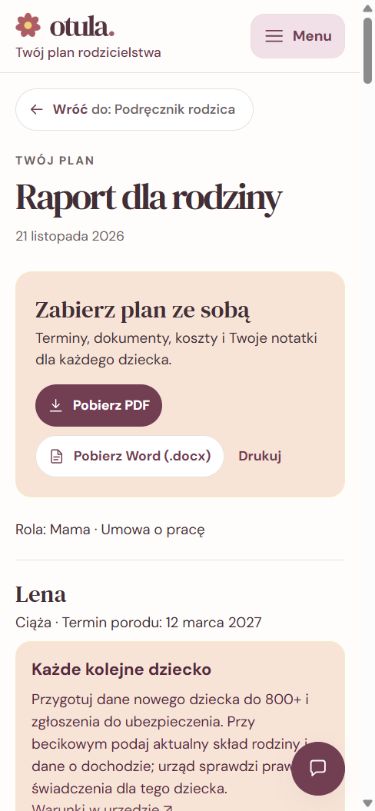 otula.
Twój plan rodzicielstwa
Menu
Wróć do: Podręcznik rodzica
TWÓJ PLAN
Raport dla rodziny
21 listopada 2026
Zabierz plan ze sobą
Terminy, dokumenty, koszty i Twoje notatki
dla każdego dziecka.
Pobierz PDF
Pobierz Word (.docx)
Drukuj
Rola: Mama · Umowa o pracę
Lena
Ciąża · Termin porodu: 12 marca 2027
Każde kolejne dziecko
Przygotuj dane nowego dziecka do 800+ i
zgłoszenia do ubezpieczenia. Przy
becikowym podaj aktualny skład rodziny i
dane o dochodzie; urząd sprawdzi
świadczenia dla tego dziecka.
Warunki w urzędzie ↗